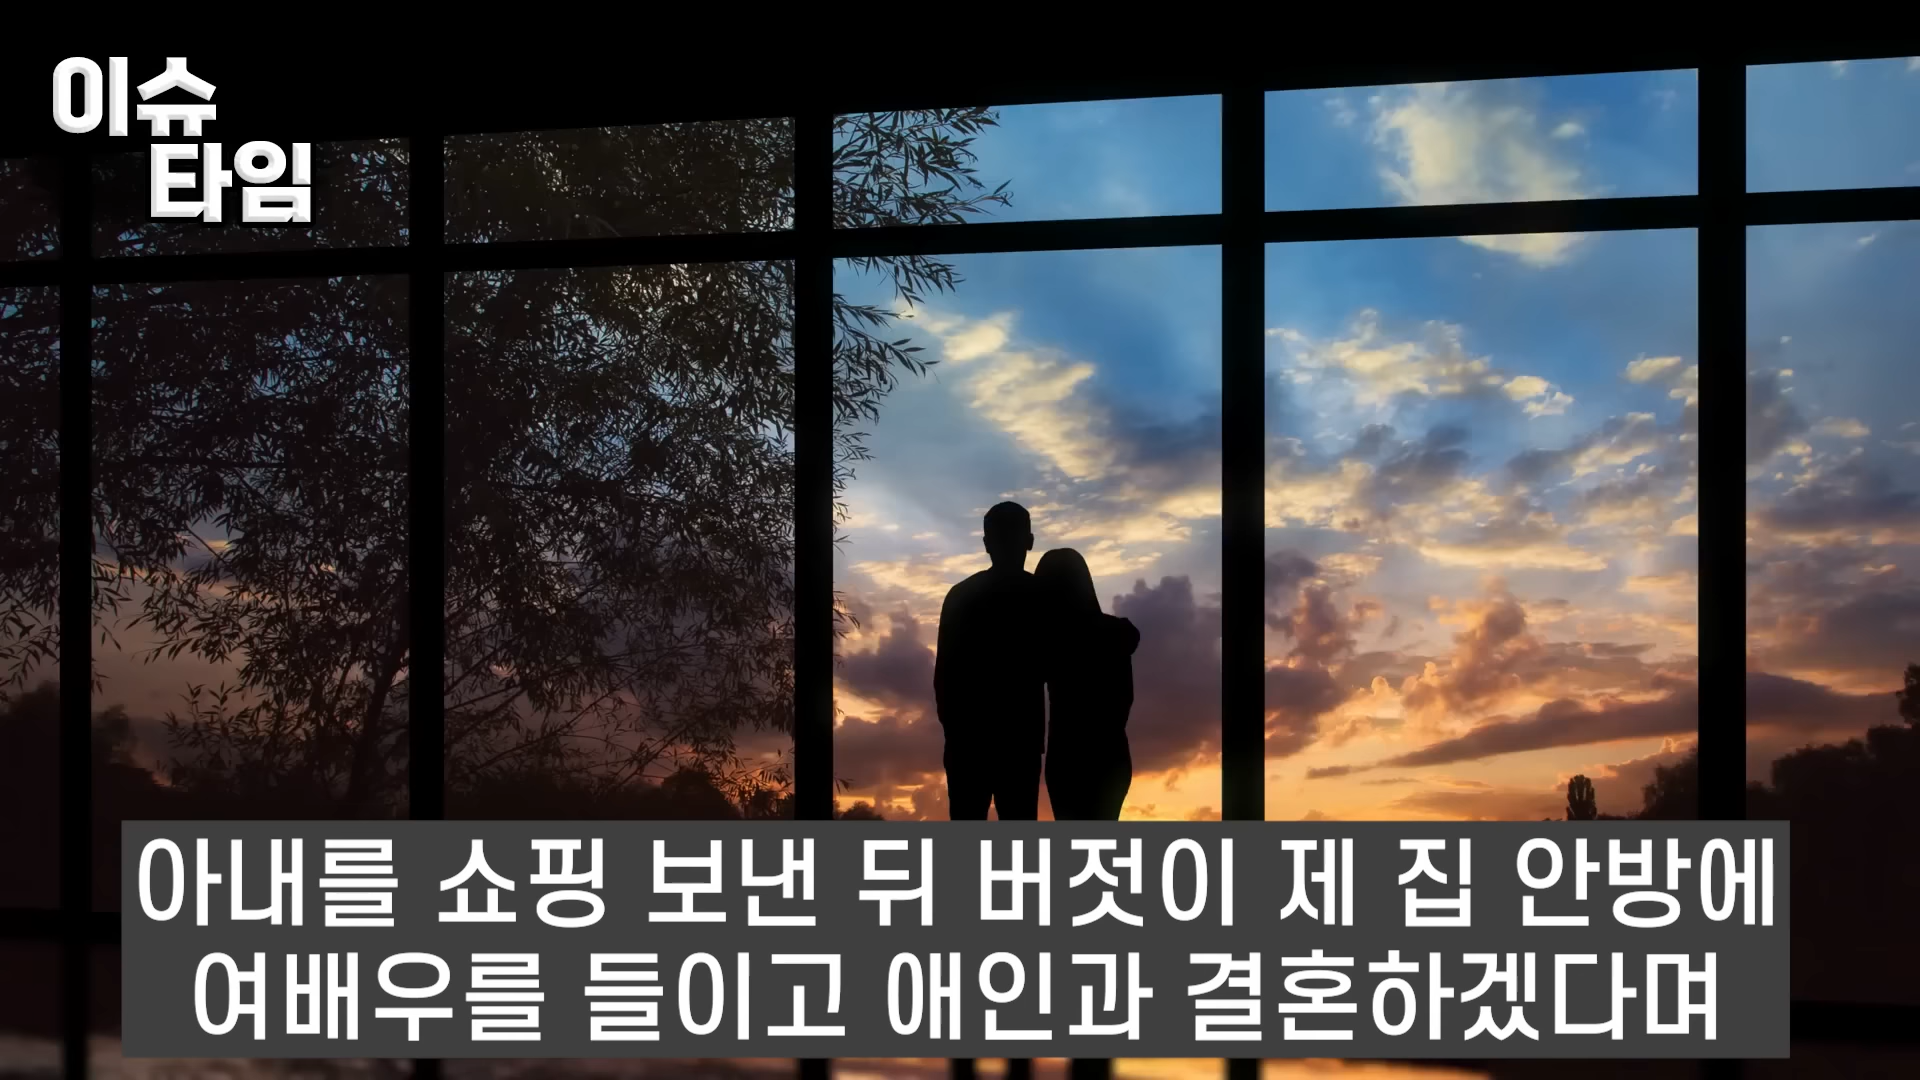 이슈
타임
아내를 쇼핑 보낸 뒤 버젓이 제 집 안방에
여배우를 들이고 애인과 결혼하겠다며